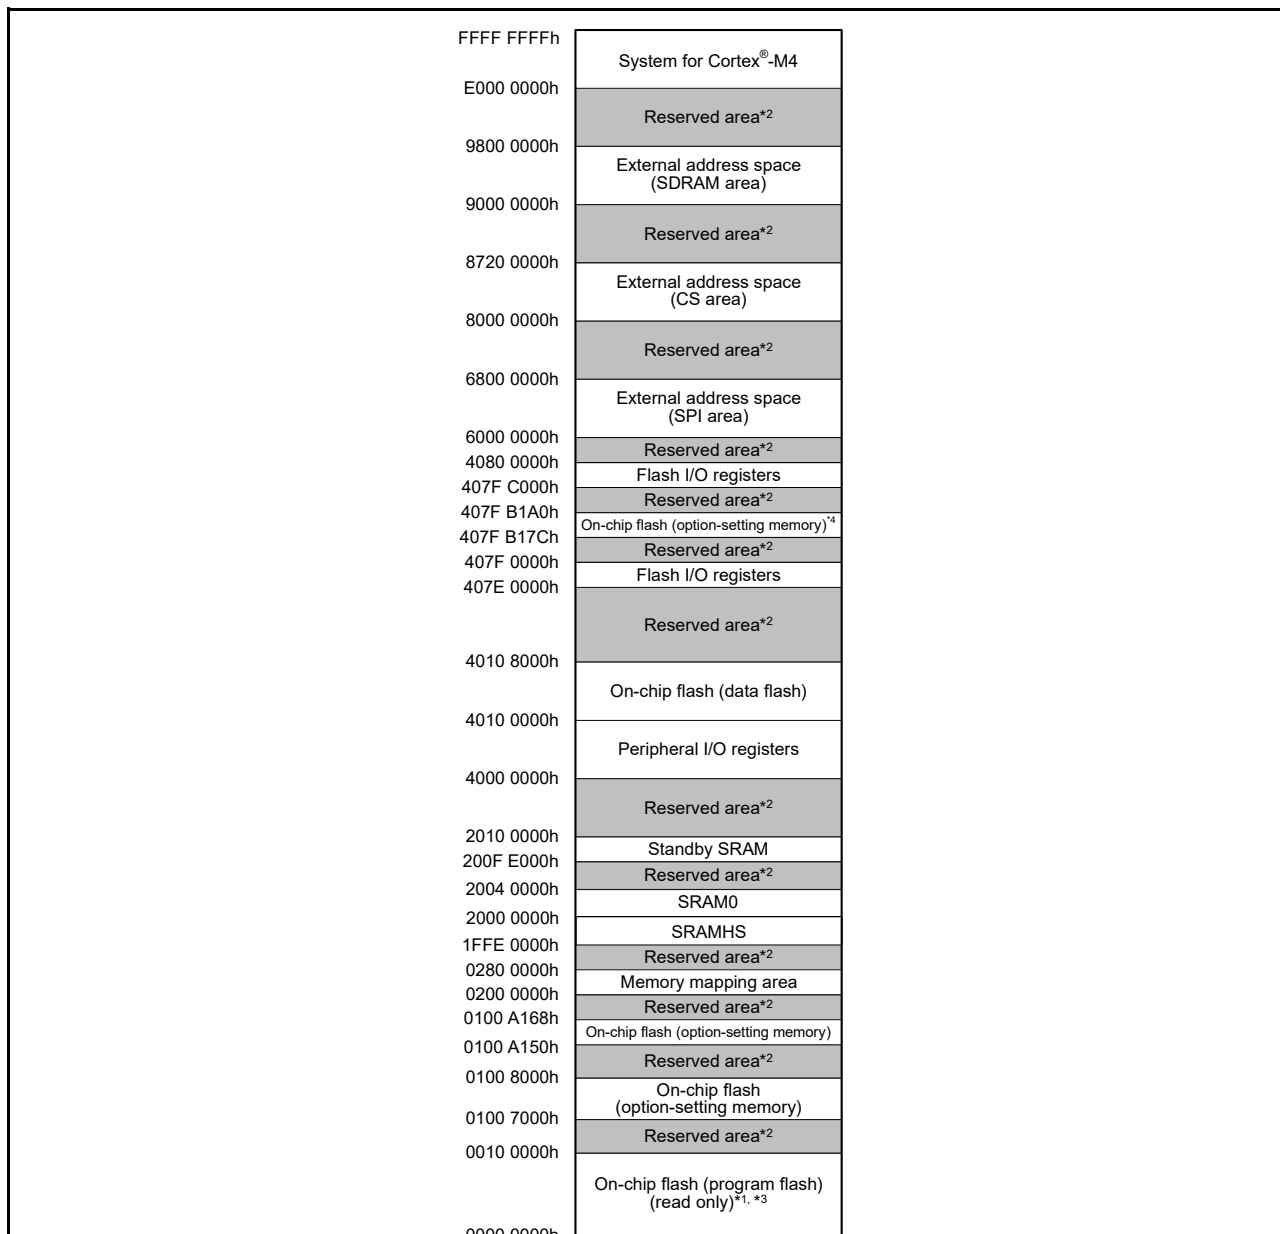 FFFF FFFFh
System for Cortex®-M4
E000 0000h
Reserved area*2
9800 0000h
External address space
(SDRAM area)
9000 0000h
Reserved area*2
8720 0000h
External address space
(CS area)
8000 0000h
Reserved area*2
6800 0000h
External address space
(SPI area)
6000 0000h
Reserved area*2
4080 0000h
Flash I/O registers
407F C000h
Reserved area*2
407F B1A0h
On-chip flash (option-setting memory)*4
407F B17Ch
Reserved area*2
407F 0000h
Flash I/O registers
407E 0000h
Reserved area*2
4010 8000h
On-chip flash (data flash)
4010 0000h
Peripheral I/O registers
4000 0000h
Reserved area*2
2010 0000h
Standby SRAM
200F E000h
Reserved area*2
2004 0000h
SRAM0
2000 0000h
SRAMHS
1FFE 0000h
Reserved area*2
0280 0000h
Memory mapping area
0200 0000h
Reserved area*2
0100 A168h
On-chip flash (option-setting memory)
0100 A150h
Reserved area*2
0100 8000h
On-chip flash
(option-setting memory)
0100 7000h
Reserved area*2
0010 0000h
On-chip flash (program flash)
(read only)*1, *3
0000 0000h